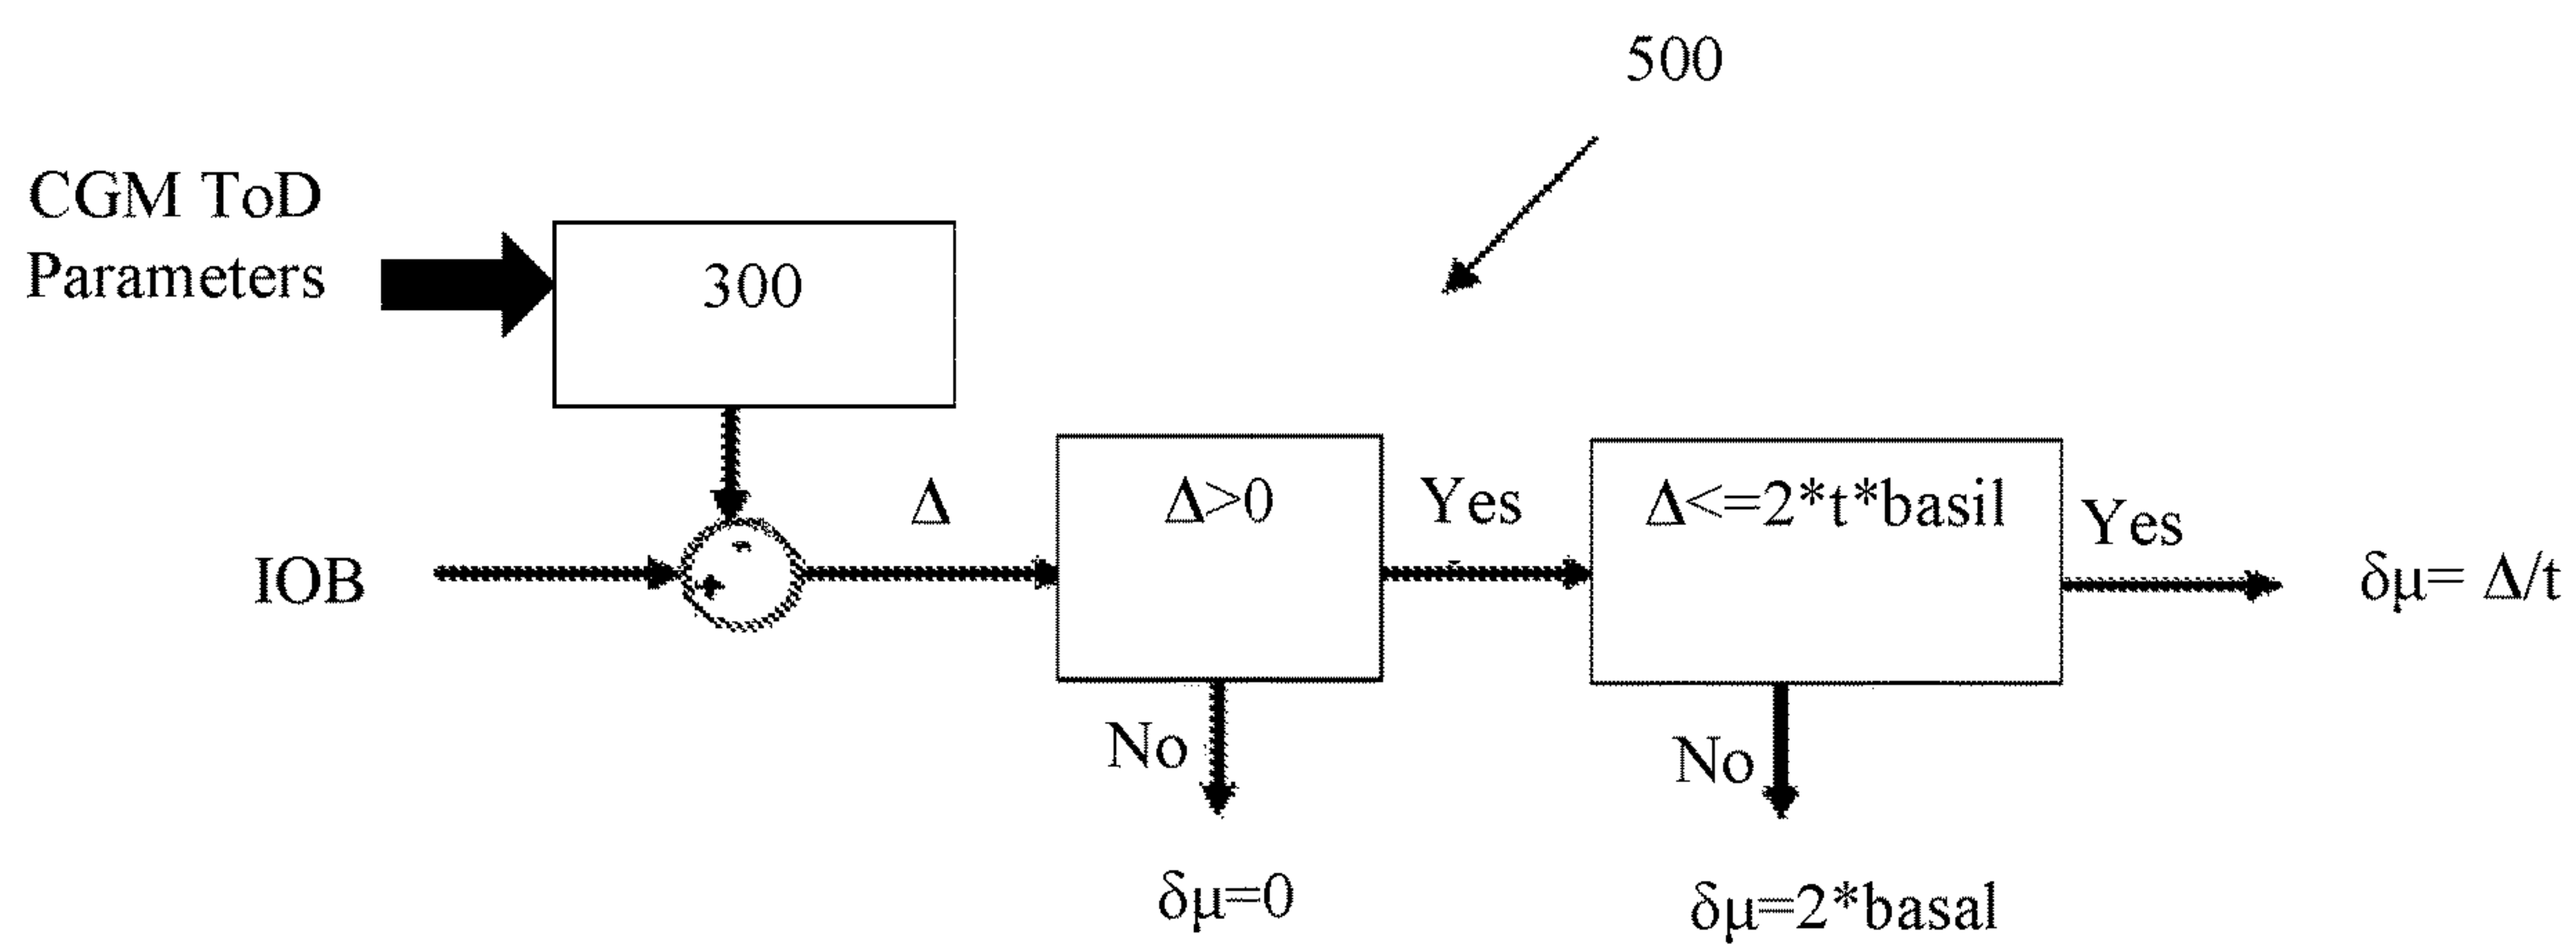 500
CGM ToD
Parameters
300
Δ
Δ>0
Yes
Δ<=2*t*basil
Yes
IOB
-
+
δμ= Δ/t
No
No
δμ=0
δμ=2*basal